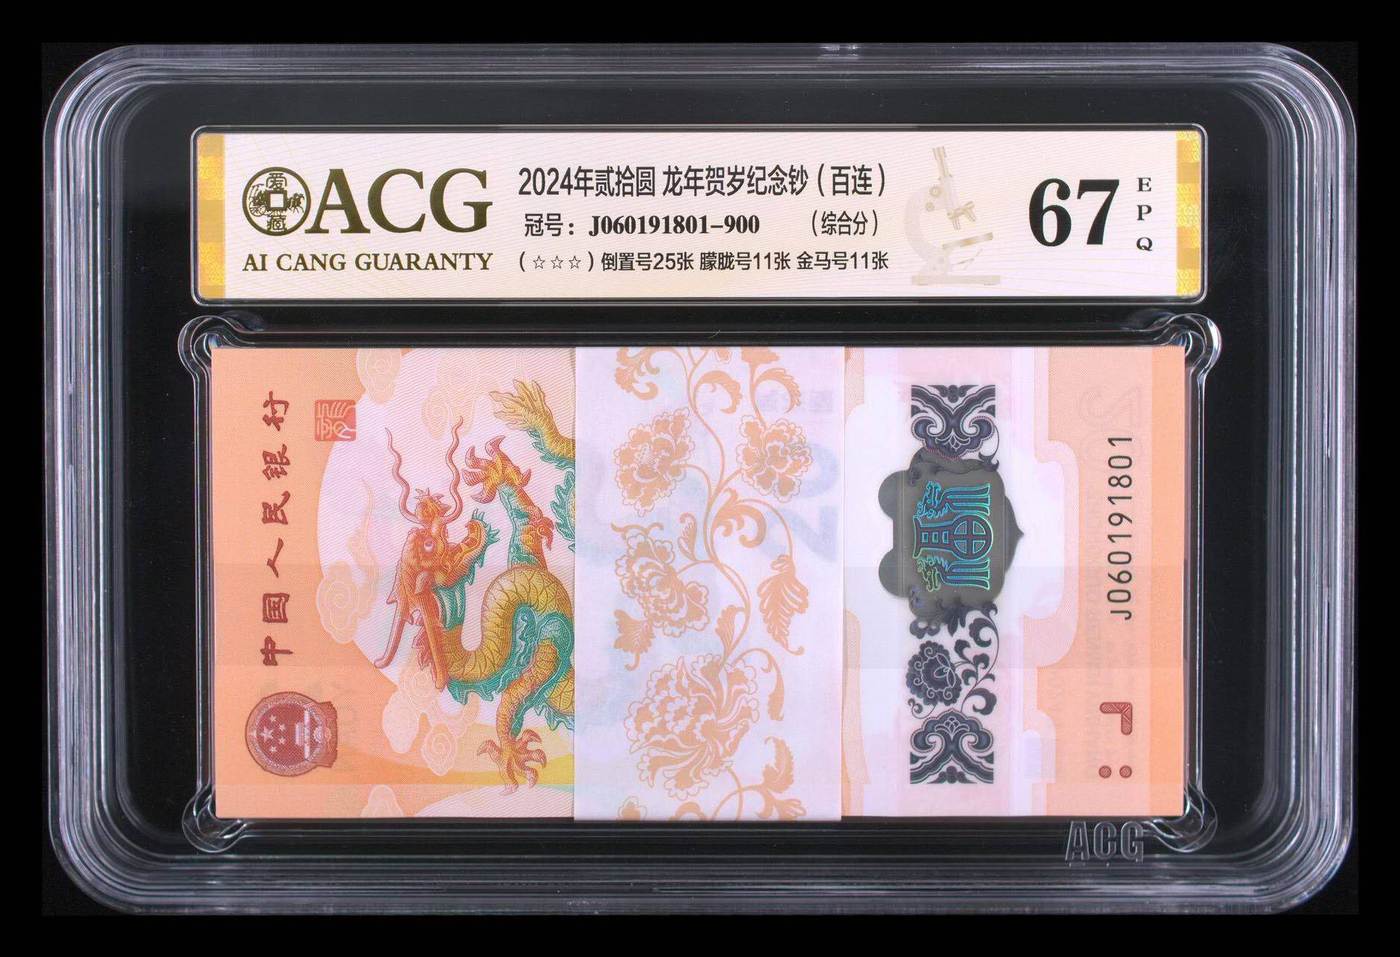 ACG
AI CANG GUARANTY
2024年贰拾圆 龙年贺岁纪念钞(百连)
冠号: J060191801-900 (综合分)
(☆☆☆) 倒置号25张 朦胧号11张 金马号11张
67
EPQ
中国人民银行
J060191801
ACG